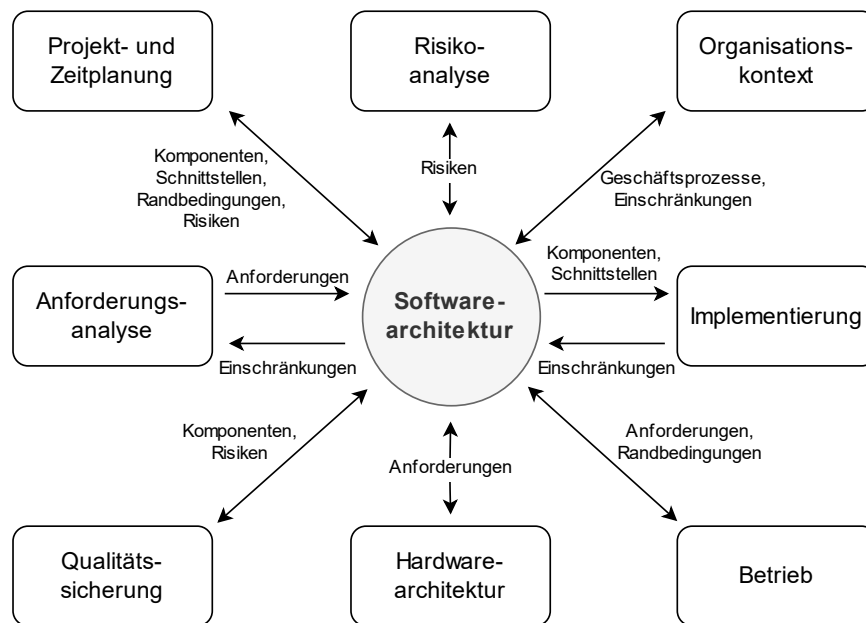 Projekt- und
Zeitplanung
Risiko-
analyse
Organisations-
kontext
Komponenten,
Schnittstellen,
Randbedingungen,
Risiken
Risiken
Geschäftsprozesse,
Einschränkungen
Anforderungs-
analyse
Anforderungen
Einschränkungen
Software-
architektur
Komponenten,
Schnittstellen
Einschränkungen
Implementierung
Komponenten,
Risiken
Anforderungen
Anforderungen,
Randbedingungen
Qualitäts-
sicherung
Hardware-
architektur
Betrieb